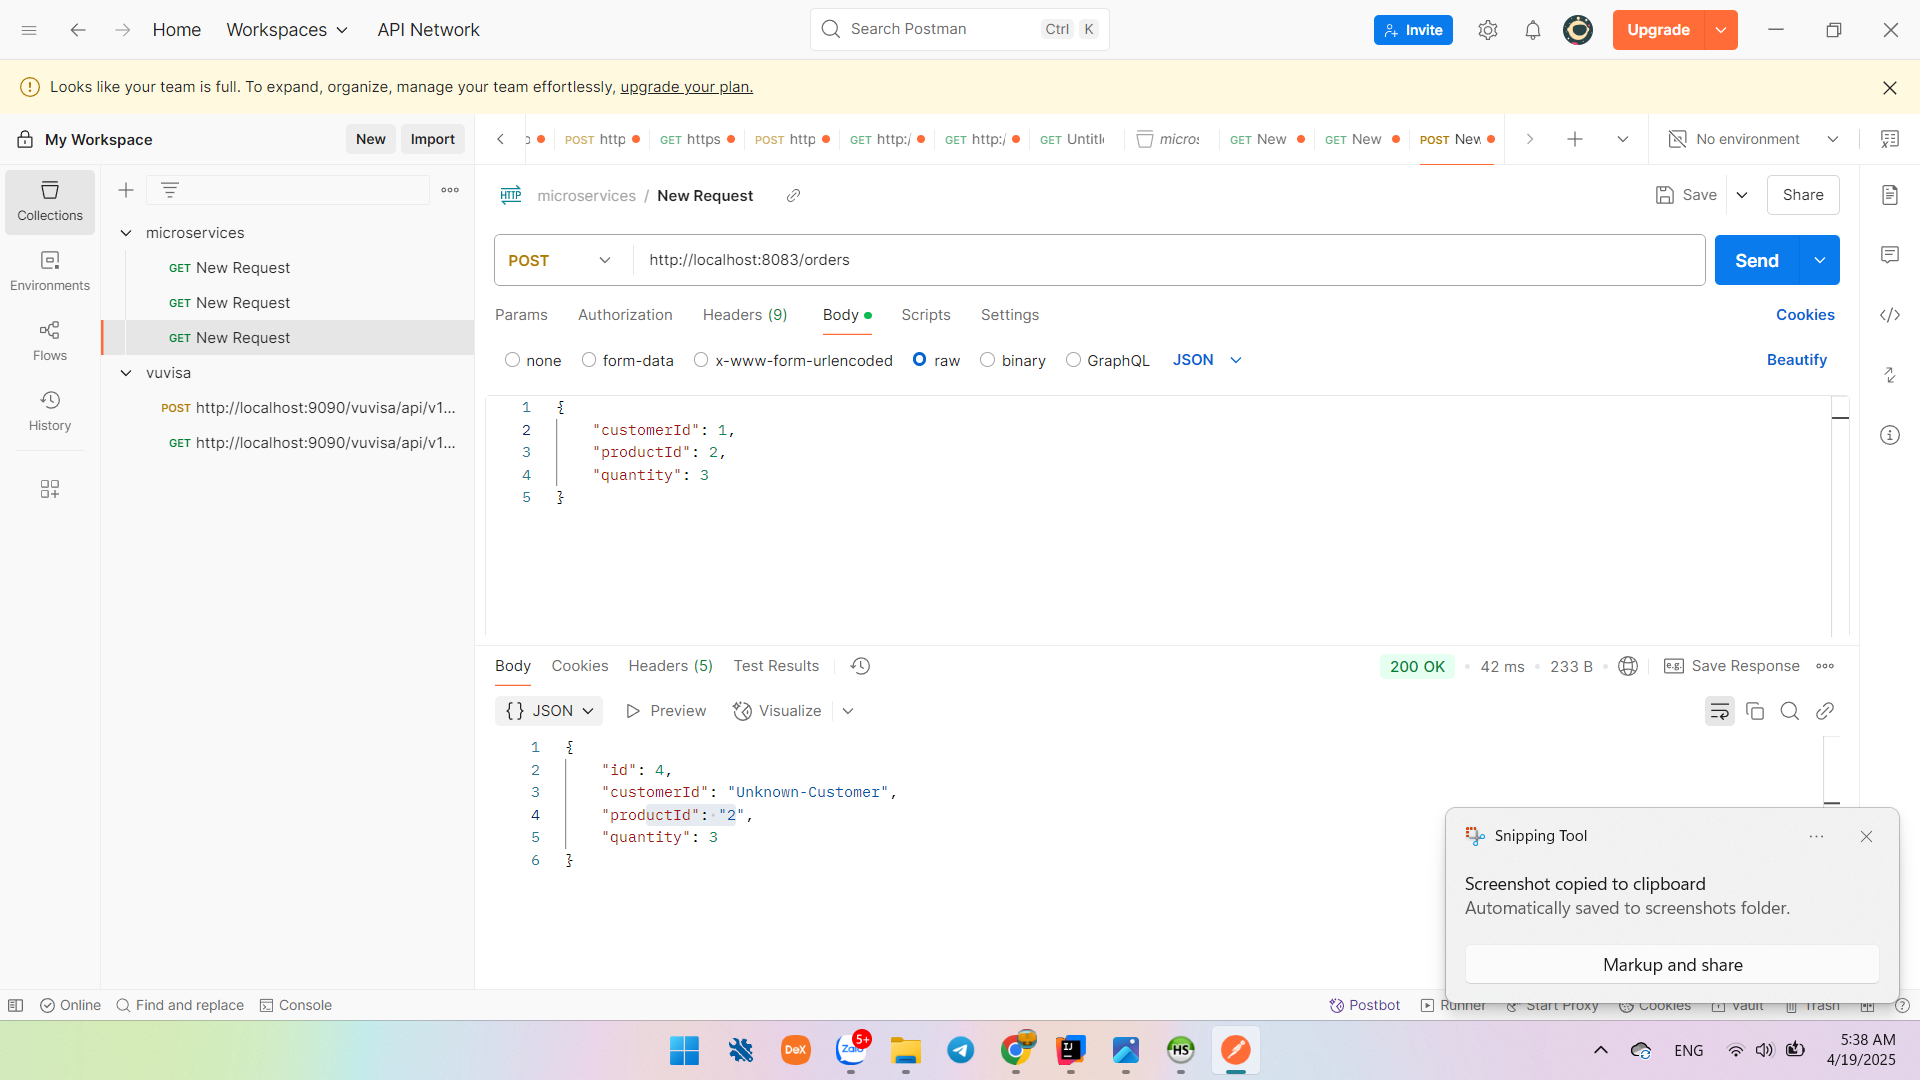 Home Workspaces API Network Search Postman Ctrl K Invite Upgrade
Looks like your team is full. To expand, organize, manage your team effortlessly, upgrade your plan.
My Workspace New Import
POST http GET https POST http GET http:/ GET http:/ GET Untitle micros GET New GET New POST New No environment
Collections
Environments
Flows
History
microservices
GET New Request
GET New Request
GET New Request
vuvisa
POST http://localhost:9090/vuvisa/api/v1...
GET http://localhost:9090/vuvisa/api/v1...
HTTP microservices / New Request Save Share
POST http://localhost:8083/orders Send
Params Authorization Headers (9) Body Scripts Settings Cookies
none form-data x-www-form-urlencoded raw binary GraphQL JSON Beautify
1 {
2 "customerId": 1,
3 "productId": 2,
4 "quantity": 3
5 }
Body Cookies Headers (5) Test Results 200 OK 42 ms 233 B e.g. Save Response
{} JSON Preview Visualize
1 {
2 "id": 4,
3 "customerId": "Unknown-Customer",
4 "productId": "2",
5 "quantity": 3
6 }
Snipping Tool
Screenshot copied to clipboard
Automatically saved to screenshots folder.
Markup and share
Online Find and replace Console Postbot Runner Start Proxy Cookies Vault Trash
DeX Zalo 5+ IJ HS ENG 5:38 AM
4/19/2025